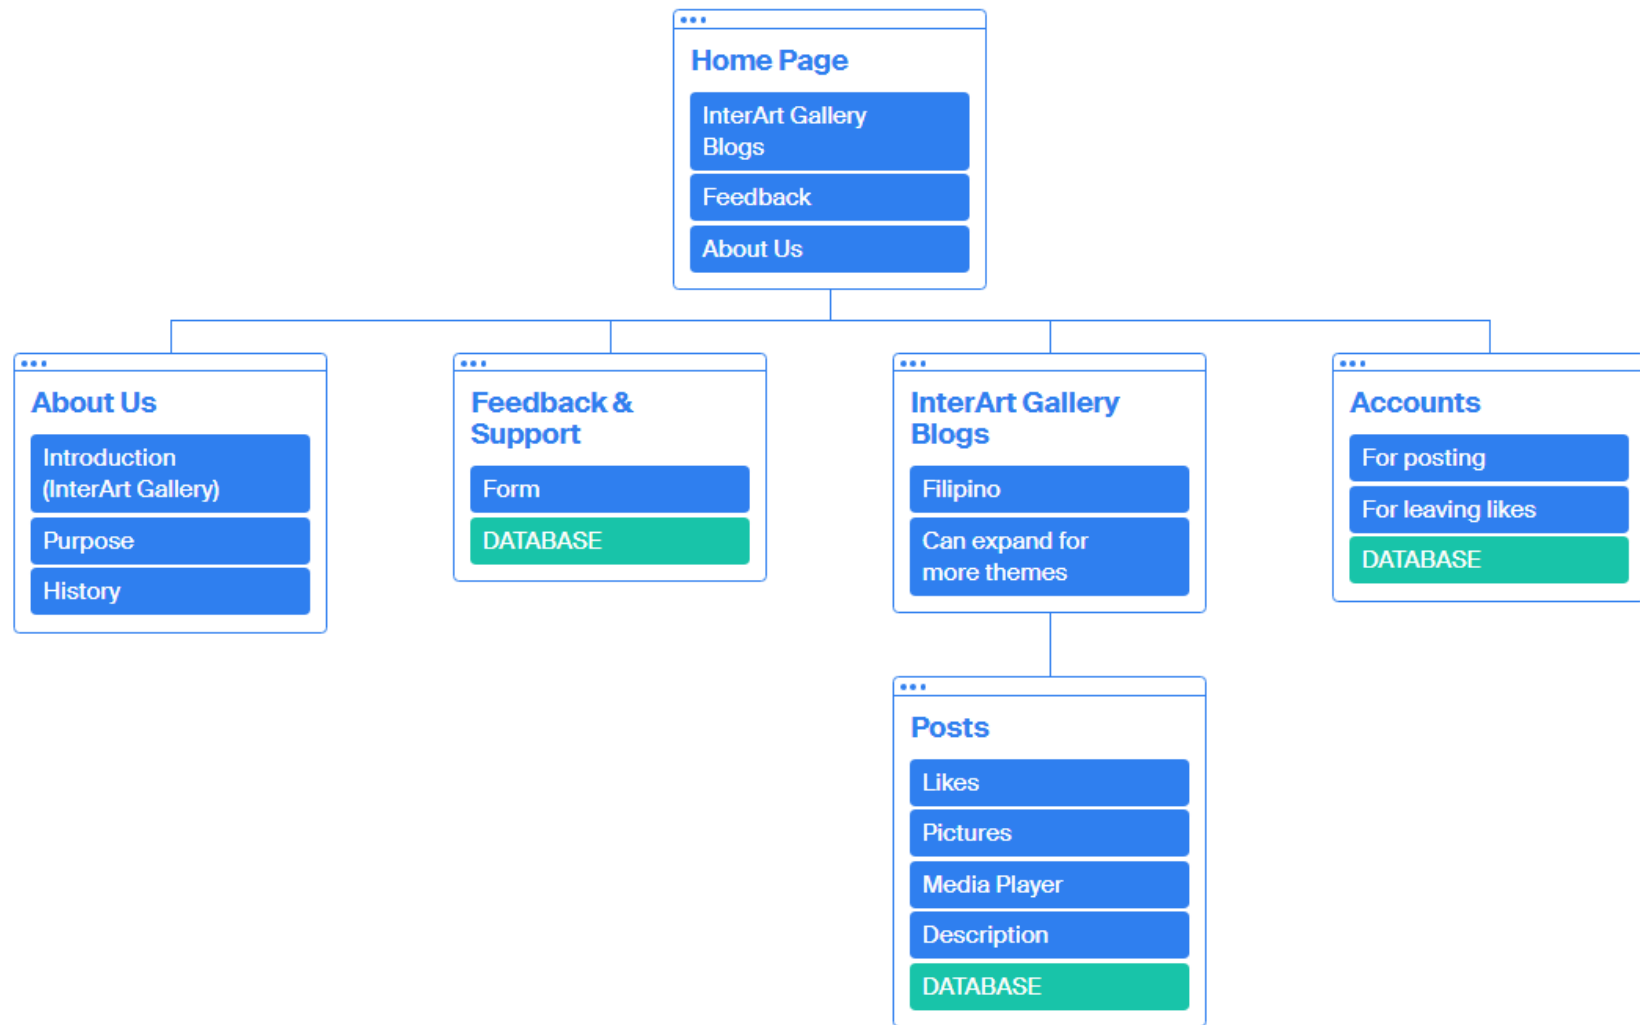 Home Page
InterArt Gallery
Blogs
Feedback
About Us
About Us
Introduction
(InterArt Gallery)
Purpose
History
Feedback &
Support
Form
DATABASE
InterArt Gallery
Blogs
Filipino
Can expand for
more themes
Accounts
For posting
For leaving likes
DATABASE
Posts
Likes
Pictures
Media Player
Description
DATABASE